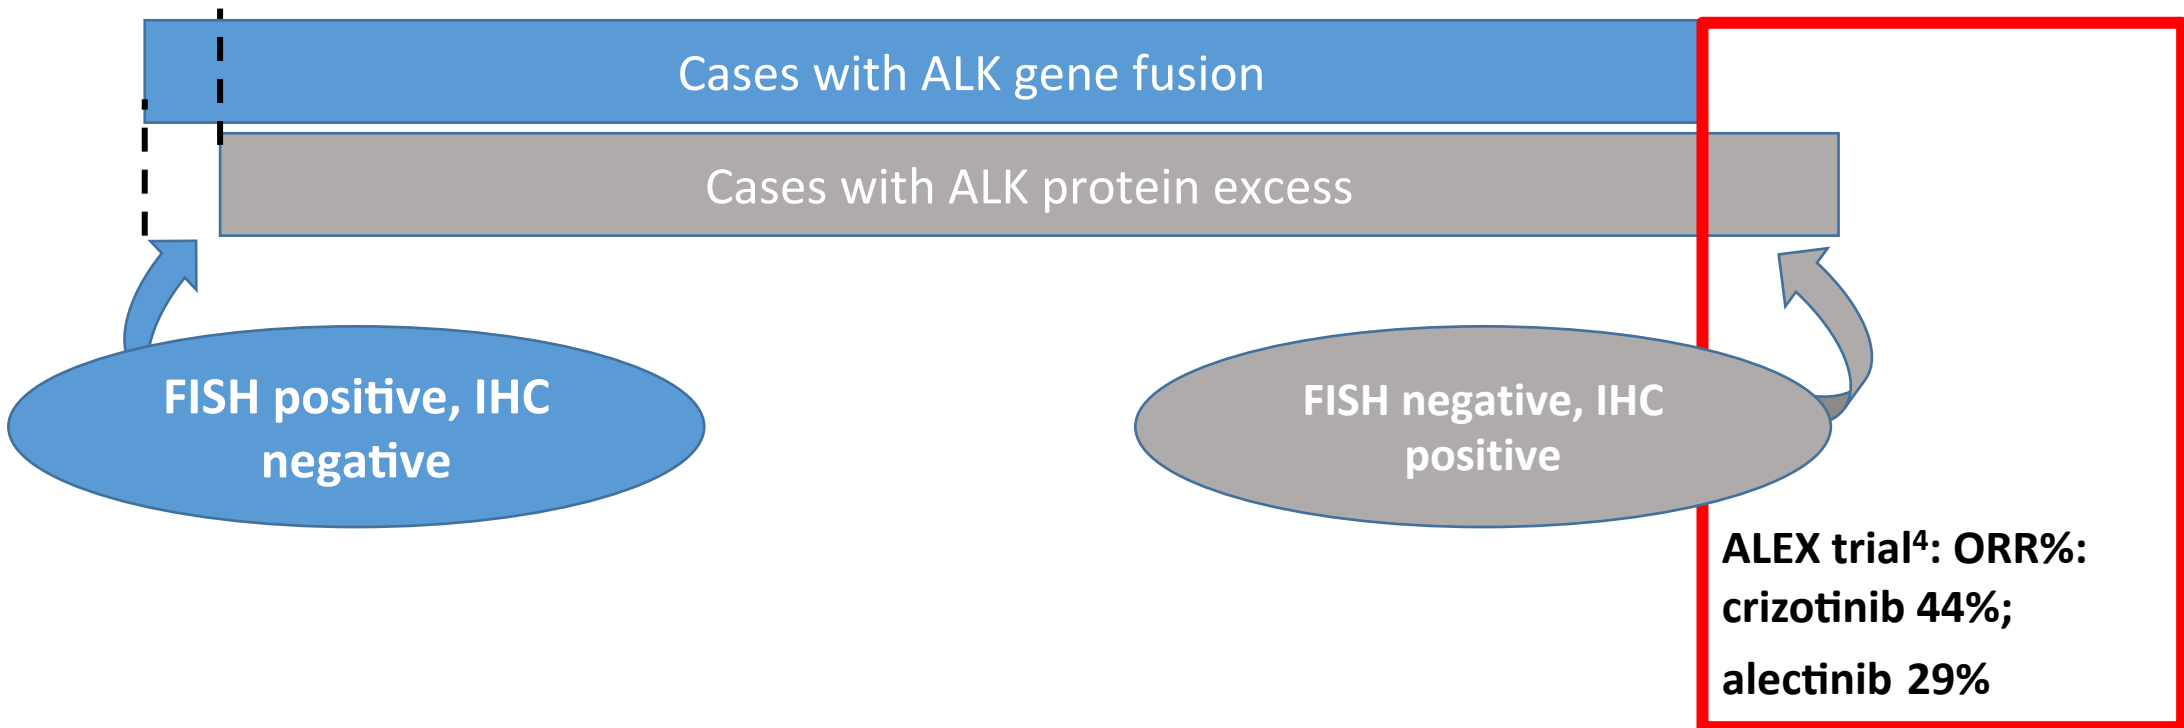 Cases with ALK gene fusion
Cases with ALK protein excess
FISH positive, IHC
negative
FISH negative, IHC
positive
ALEX trial⁴: ORR%:
crizotinib 44%;
alectinib 29%